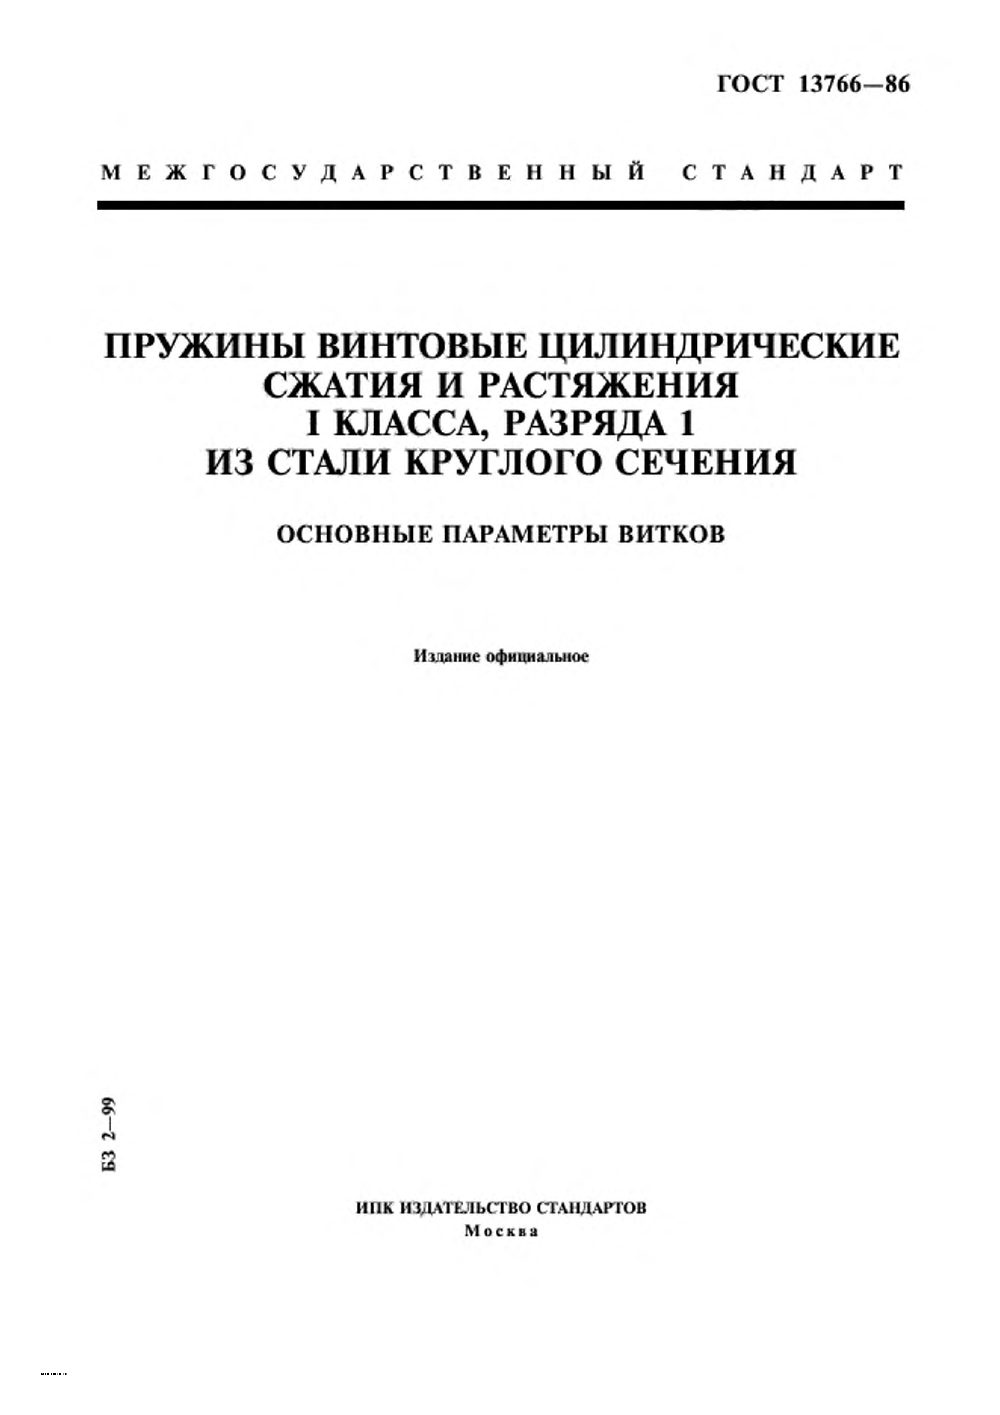 ГОСТ 13766—86
МЕЖГОСУДАРСТВЕННЫЙ СТАНДАРТ
ПРУЖИНЫ ВИНТОВЫЕ ЦИЛИНДРИЧЕСКИЕ
СЖАТИЯ И РАСТЯЖЕНИЯ
I КЛАССА, РАЗРЯДА 1
ИЗ СТАЛИ КРУГЛОГО СЕЧЕНИЯ
ОСНОВНЫЕ ПАРАМЕТРЫ ВИТКОВ
Издание официальное
БЗ 2—99
ИПК ИЗДАТЕЛЬСТВО СТАНДАРТОВ
Москва